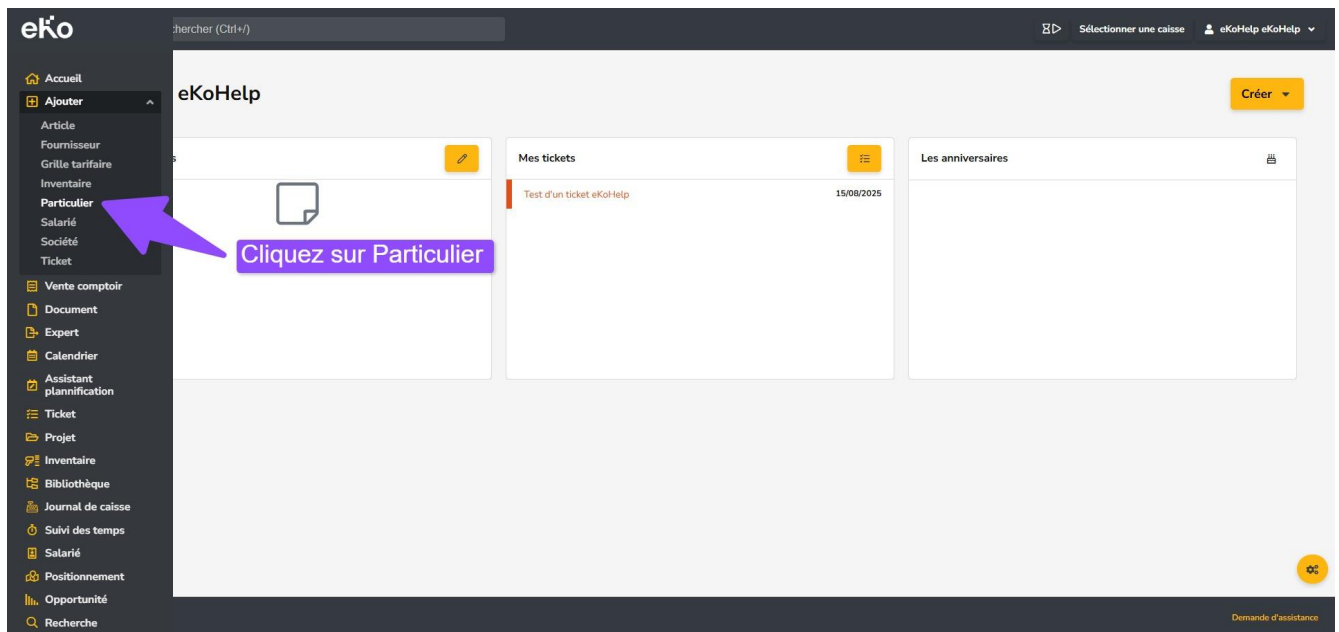 eKo
chercher (Ctrl+/)
Sélectionner une caisse
eKoHelp eKoHelp
Accueil
Ajouter
Article
Fournisseur
Grille tarifaire
Inventaire
Particulier
Salarié
Société
Ticket
Vente comptoir
Document
Expert
Calendrier
Assistant
plannification
Ticket
Projet
Inventaire
Bibliothèque
Journal de caisse
Suivi des temps
Salarié
Positionnement
Opportunité
Recherche
eKoHelp
Créer
s
Mes tickets
Test d'un ticket eKoHelp
15/08/2025
Les anniversaires
Cliquez sur Particulier
Demande d'assistance